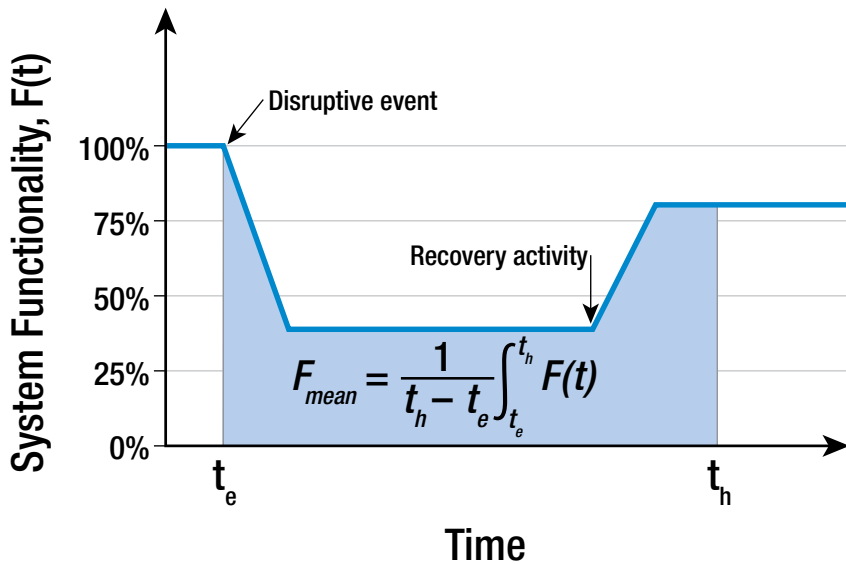 System Functionality, F(t)
Disruptive event
100%
75%
Recovery activity
50%
25%
F_mean = 1/(t_h – t_e) ∫_{t_e}^{t_h} F(t)
0%
t_e
t_h
Time